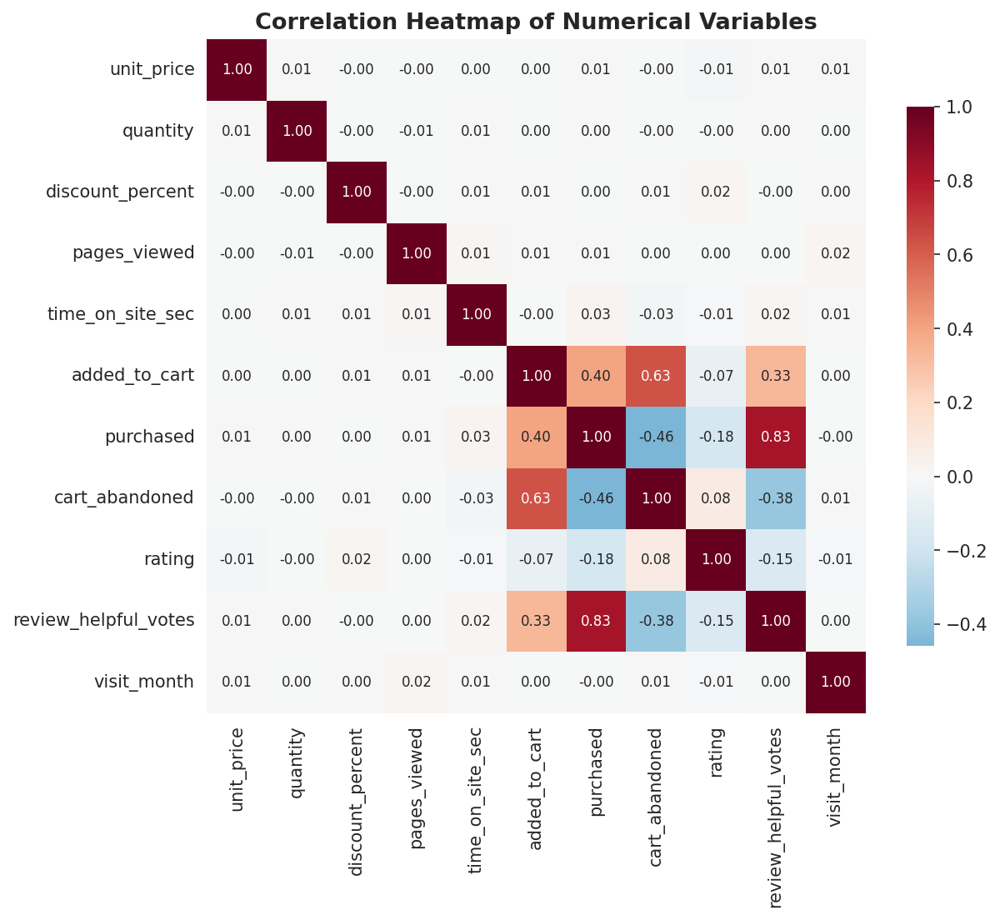 Correlation Heatmap of Numerical Variables
unit_price 1.00 0.01 -0.00 -0.00 0.00 0.00 0.01 -0.00 -0.01 0.01 0.01
quantity 0.01 1.00 -0.00 -0.01 0.01 0.00 0.00 -0.00 -0.00 0.00 0.00
discount_percent -0.00 -0.00 1.00 -0.00 0.01 0.01 0.00 0.01 0.02 -0.00 0.00
pages_viewed -0.00 -0.01 -0.00 1.00 0.01 0.01 0.01 0.00 0.00 0.00 0.02
time_on_site_sec 0.00 0.01 0.01 0.01 1.00 -0.00 0.03 -0.03 -0.01 0.02 0.01
added_to_cart 0.00 0.00 0.01 0.01 -0.00 1.00 0.40 0.63 -0.07 0.33 0.00
purchased 0.01 0.00 0.00 0.01 0.03 0.40 1.00 -0.46 -0.18 0.83 -0.00
cart_abandoned -0.00 -0.00 0.01 0.00 -0.03 0.63 -0.46 1.00 0.08 -0.38 0.01
rating -0.01 -0.00 0.02 0.00 -0.01 -0.07 -0.18 0.08 1.00 -0.15 -0.01
review_helpful_votes 0.01 0.00 -0.00 0.00 0.02 0.33 0.83 -0.38 -0.15 1.00 0.00
visit_month 0.01 0.00 0.00 0.02 0.01 0.00 -0.00 0.01 -0.01 0.00 1.00
unit_price
quantity
discount_percent
pages_viewed
time_on_site_sec
added_to_cart
purchased
cart_abandoned
rating
review_helpful_votes
visit_month
1.0
0.8
0.6
0.4
0.2
0.0
−0.2
−0.4